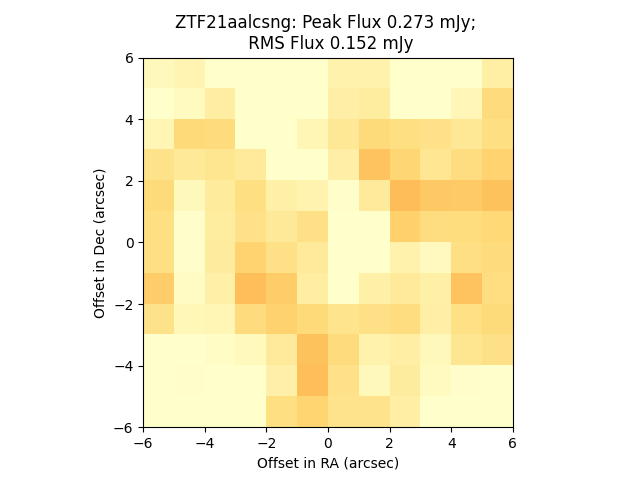 ZTF21aalcsng: Peak Flux 0.273 mJy;
RMS Flux 0.152 mJy
6
4
2
0
−2
−4
−6
Offset in Dec (arcsec)
−6 −4 −2 0 2 4 6
Offset in RA (arcsec)